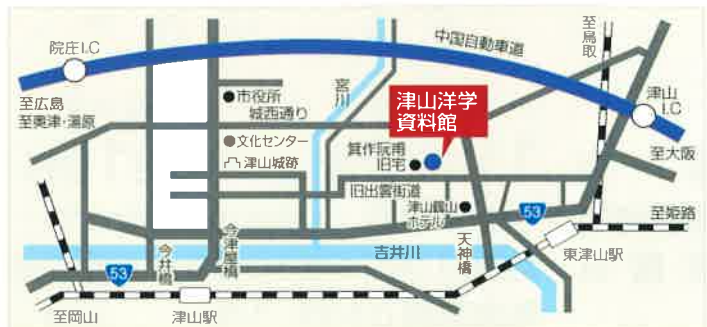 院庄I.C
中国自動車道
至鳥取
至広島
至奥津・湯原
市役所
城西通り
宮川
津山洋学
資料館
津山
I.C
文化センター
津山城跡
箕作阮甫
旧宅
至大阪
旧出雲街道
津山鶴山
ホテル
53
至姫路
今井橋
今津屋橋
吉井川
天神橋
東津山駅
53
至岡山
津山駅